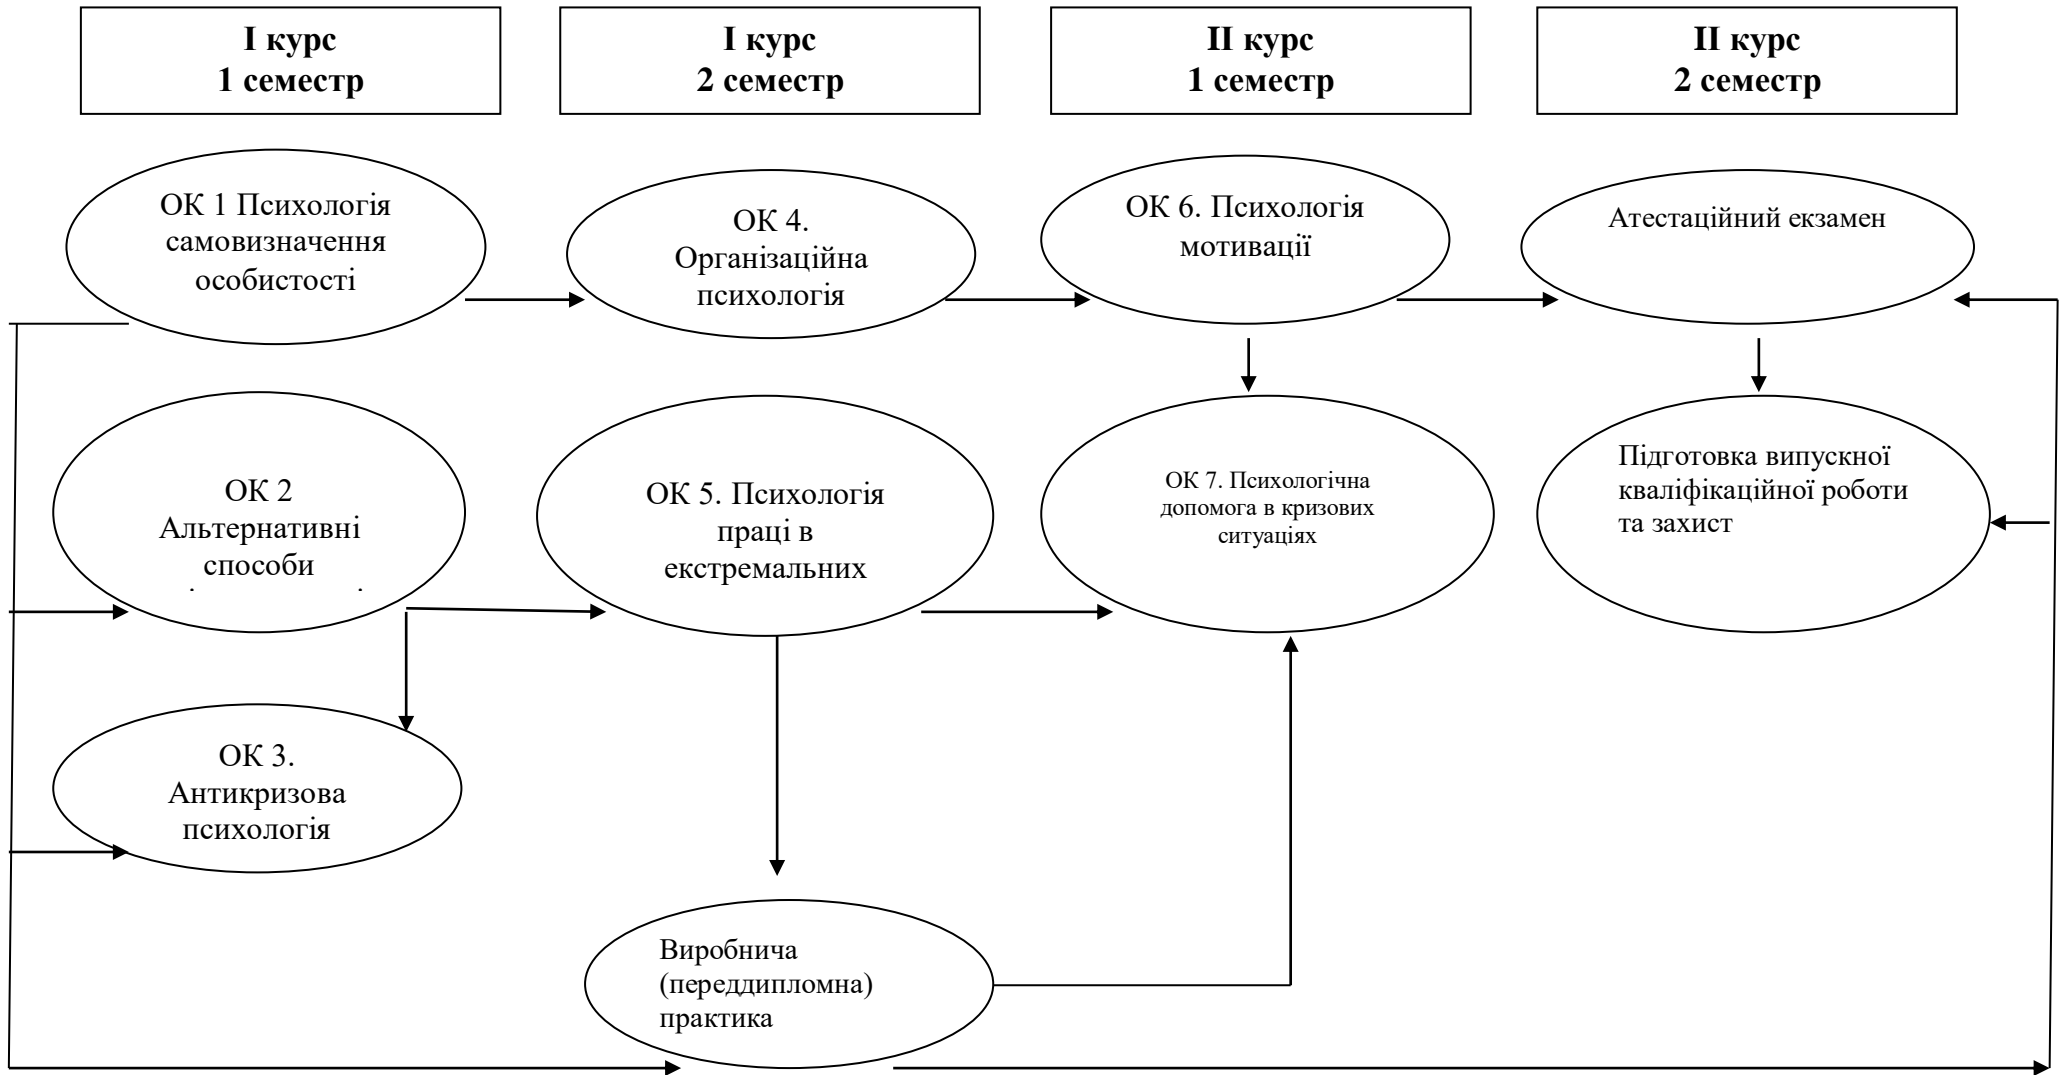 І курс
1 семестр
І курс
2 семестр
ІІ курс
1 семестр
ІІ курс
2 семестр
ОК 1 Психологія
самовизначення
особистості
ОК 4.
Організаційна
психологія
ОК 6. Психологія
мотивації
Атестаційний екзамен
ОК 2
Альтернативні
способи
ОК 5. Психологія
праці в
екстремальних
ОК 7. Психологічна
допомога в кризових
ситуаціях
Підготовка випускної
кваліфікаційної роботи
та захист
ОК 3.
Антикризова
психологія
Виробнича
(переддипломна)
практика